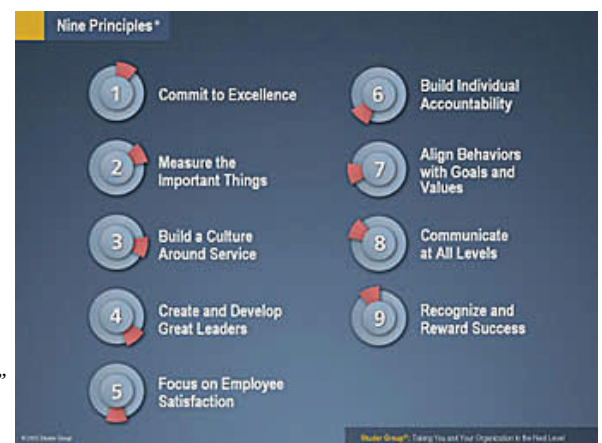 Nine Principles®
1
Commit to Excellence
2
Measure the
Important Things
3
Build a Culture
Around Service
4
Create and Develop
Great Leaders
5
Focus on Employee
Satisfaction
6
Build Individual
Accountability
7
Align Behaviors
with Goals and
Values
8
Communicate
at All Levels
9
Recognize and
Reward Success
”
Studer Group®: Taking You and Your Organization to the Next Level